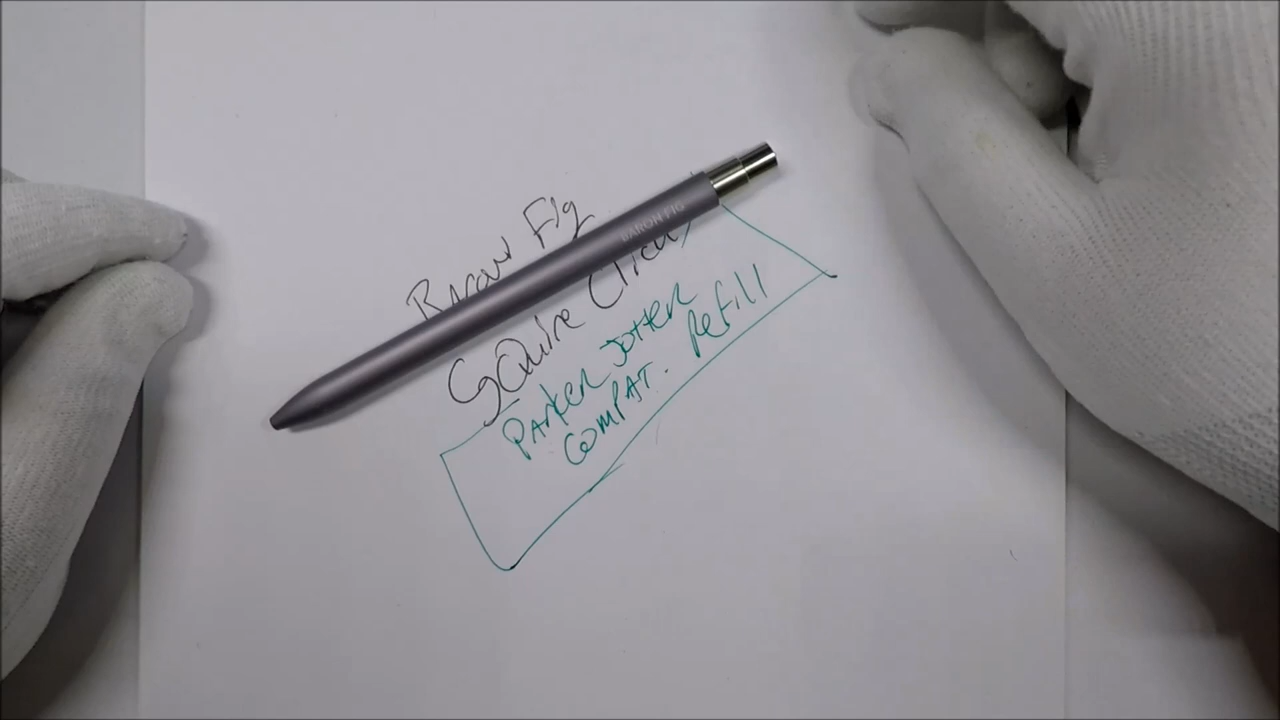 Baron Fig
BARON FIG
Squire Click
Parker Jotter
COMPAT. Refill